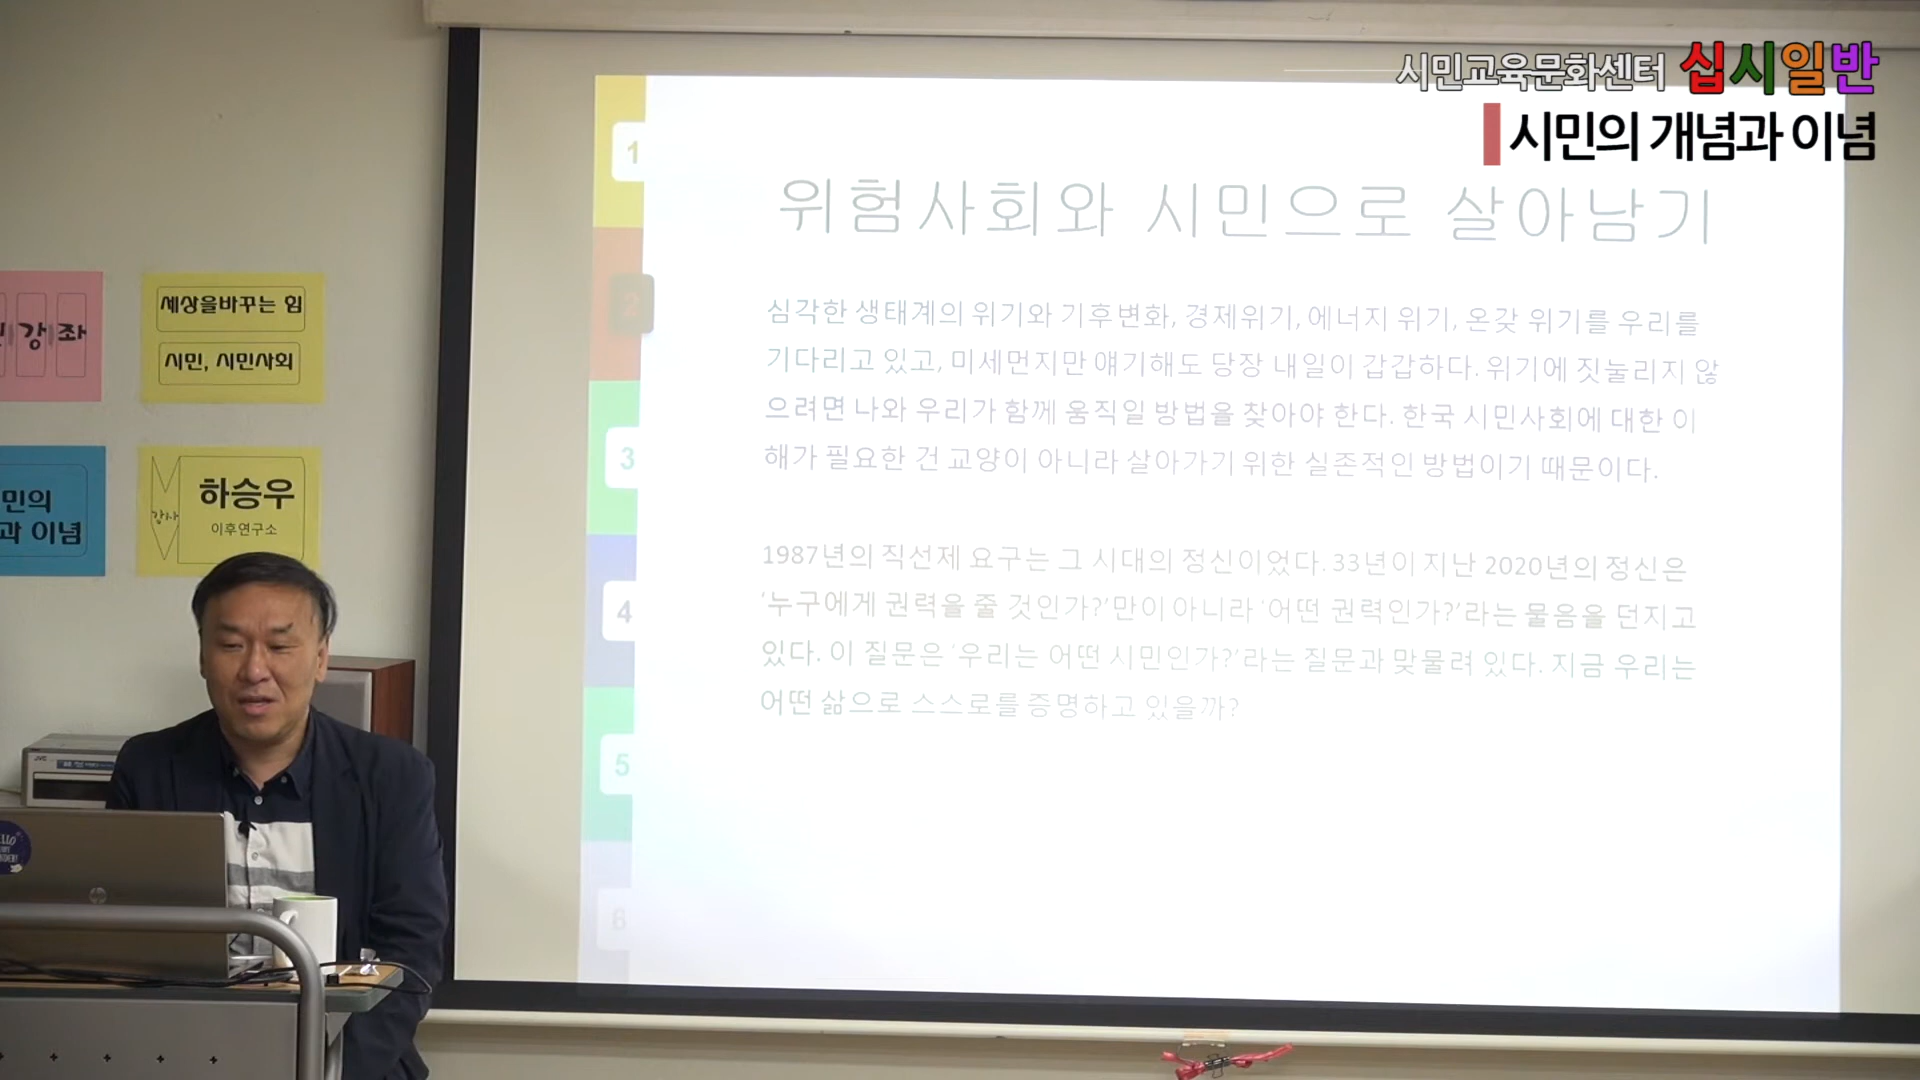 시민교육문화센터 십시일반
시민의 개념과 이념
위험사회와 시민으로 살아남기
심각한 생태계의 위기와 기후변화, 경제위기, 에너지 위기, 온갖 위기를 우리를
기다리고 있고, 미세먼지만 얘기해도 당장 내일이 갑갑하다. 위기에 짓눌리지 않
으려면 나와 우리가 함께 움직일 방법을 찾아야 한다. 한국 시민사회에 대한 이
해가 필요한 건 교양이 아니라 살아가기 위한 실존적인 방법이기 때문이다.
1987년의 직선제 요구는 그 시대의 정신이었다. 33년이 지난 2020년의 정신은
‘누구에게 권력을 줄 것인가?’만이 아니라 ‘어떤 권력인가?’라는 물음을 던지고
있다. 이 질문은 ‘우리는 어떤 시민인가?’라는 질문과 맞물려 있다. 지금 우리는
어떤 삶으로 스스로를 증명하고 있을까?
1
2
3
4
5
6
강좌
세상을바꾸는 힘
시민, 시민사회
민의
과 이념
강사
하승우
이후연구소
JVC
hp